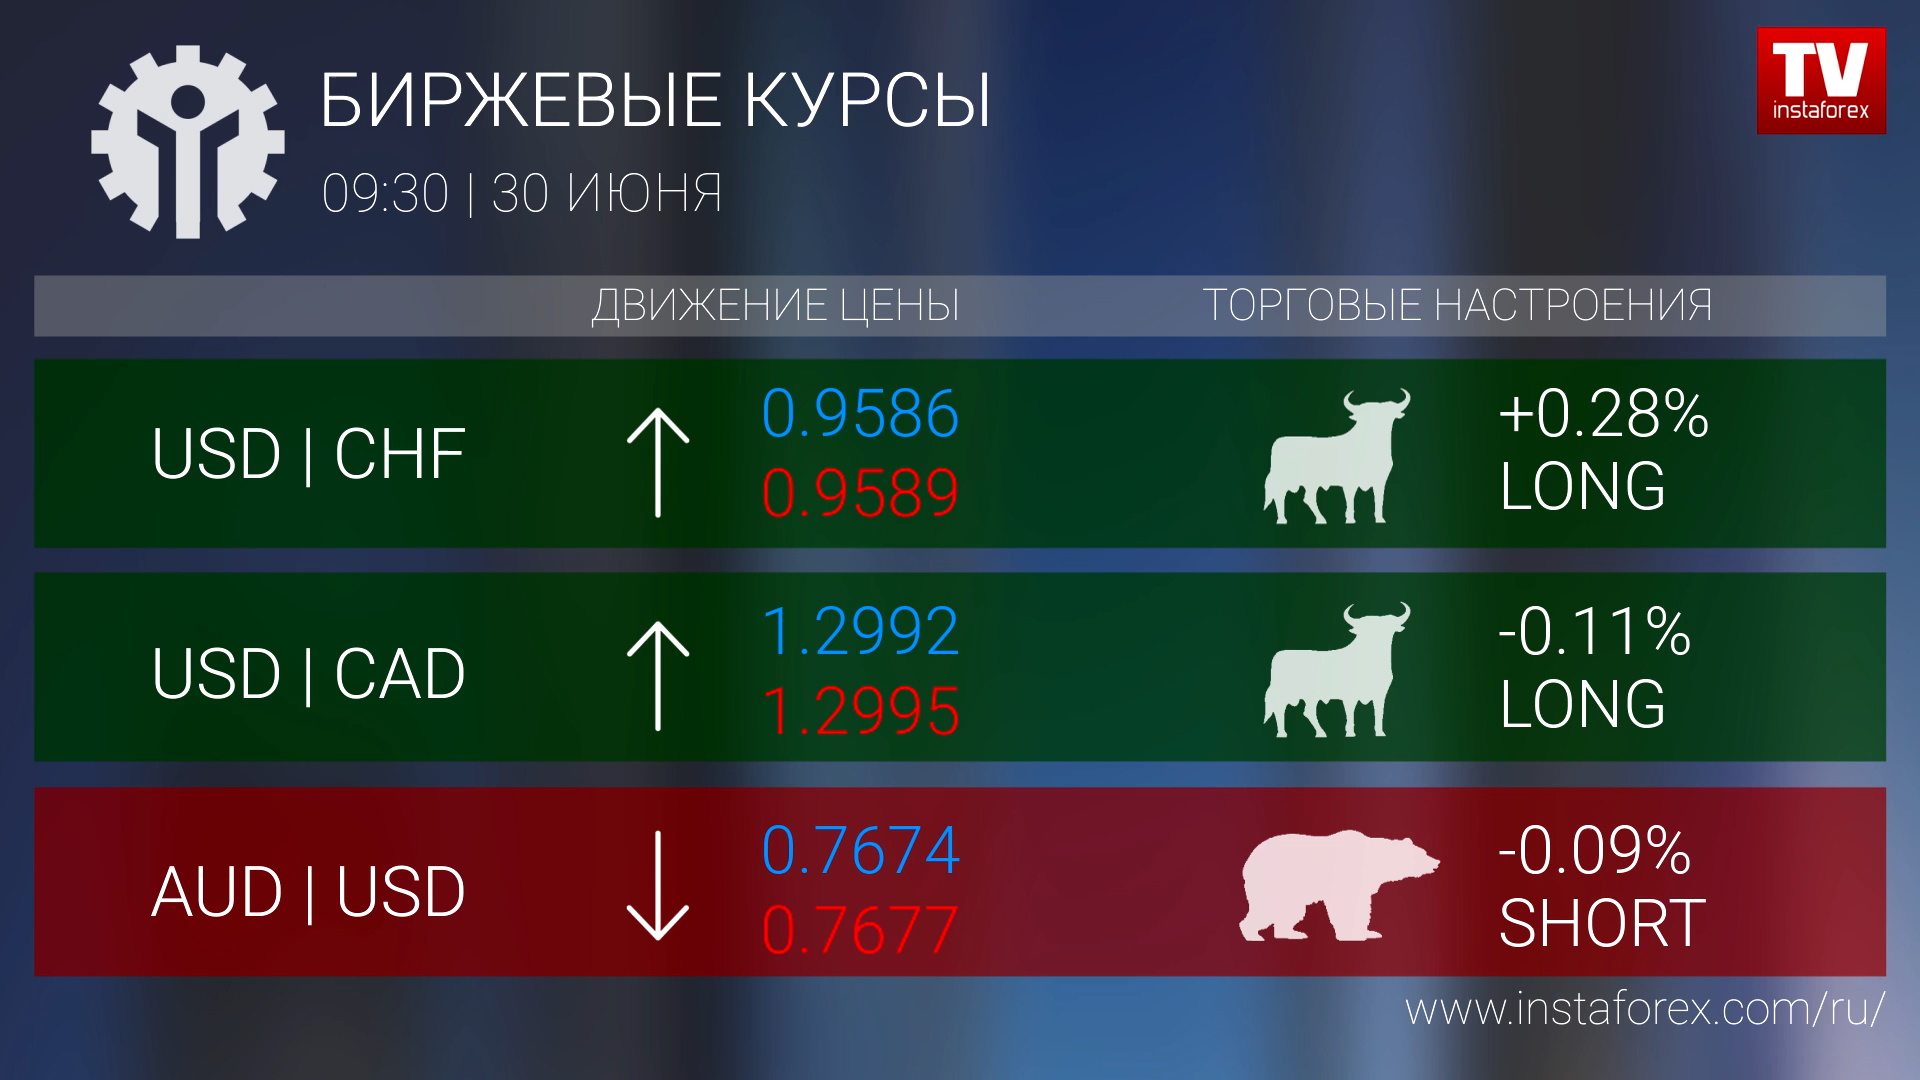 БИРЖЕВЫЕ КУРСЫ
TV
instaforex
09:30 | 30 ИЮНЯ
ДВИЖЕНИЕ ЦЕНЫ ТОРГОВЫЕ НАСТРОЕНИЯ
USD | CHF
0.9586
0.9589
+0.28%
LONG
USD | CAD
1.2992
1.2995
-0.11%
LONG
AUD | USD
0.7674
0.7677
-0.09%
SHORT
www.instaforex.com/ru/